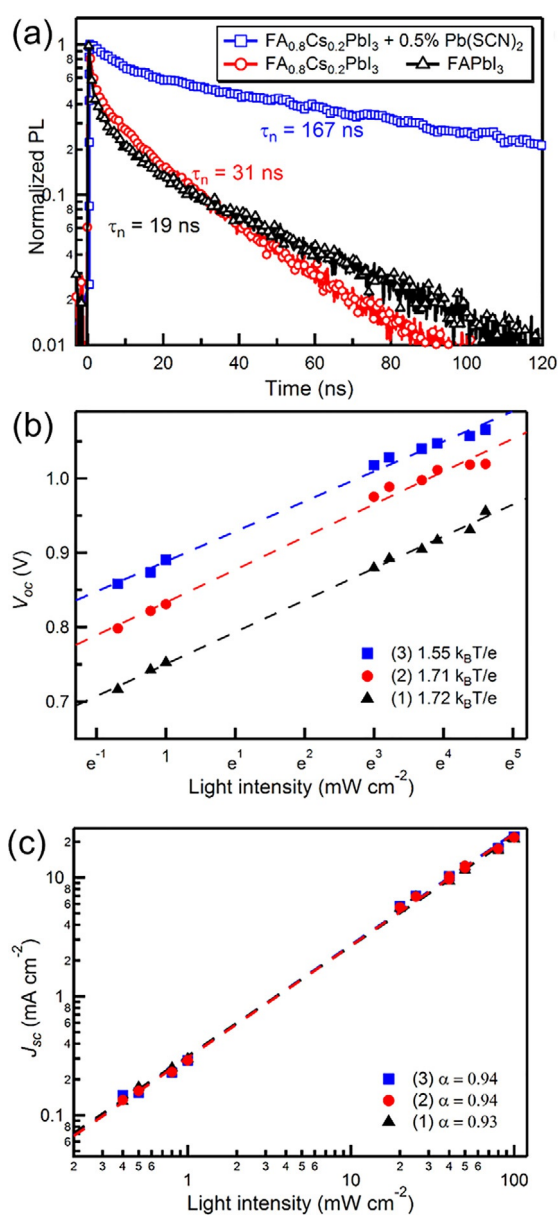 (a)
FA0.8Cs0.2PbI3 + 0.5% Pb(SCN)2
FA0.8Cs0.2PbI3 FAPbI3
Normalized PL
1
8
6
4
2
0.1
8
6
4
2
0.01
τn = 167 ns
τn = 31 ns
τn = 19 ns
0 20 40 60 80 100 120
Time (ns)
(b)
Voc (V)
1.0
0.9
0.8
0.7
(3) 1.55 kBT/e
(2) 1.71 kBT/e
(1) 1.72 kBT/e
e-1 1 e1 e2 e3 e4 e5
Light intensity (mW cm-2)
(c)
Jsc (mA cm-2)
2
10
8
6
4
2
1
8
6
4
2
0.1
8
6
(3) α = 0.94
(2) α = 0.94
(1) α = 0.93
2 3 4 5 6 1 2 3 4 5 6 10 2 3 4 5 6 100
Light intensity (mW cm-2)